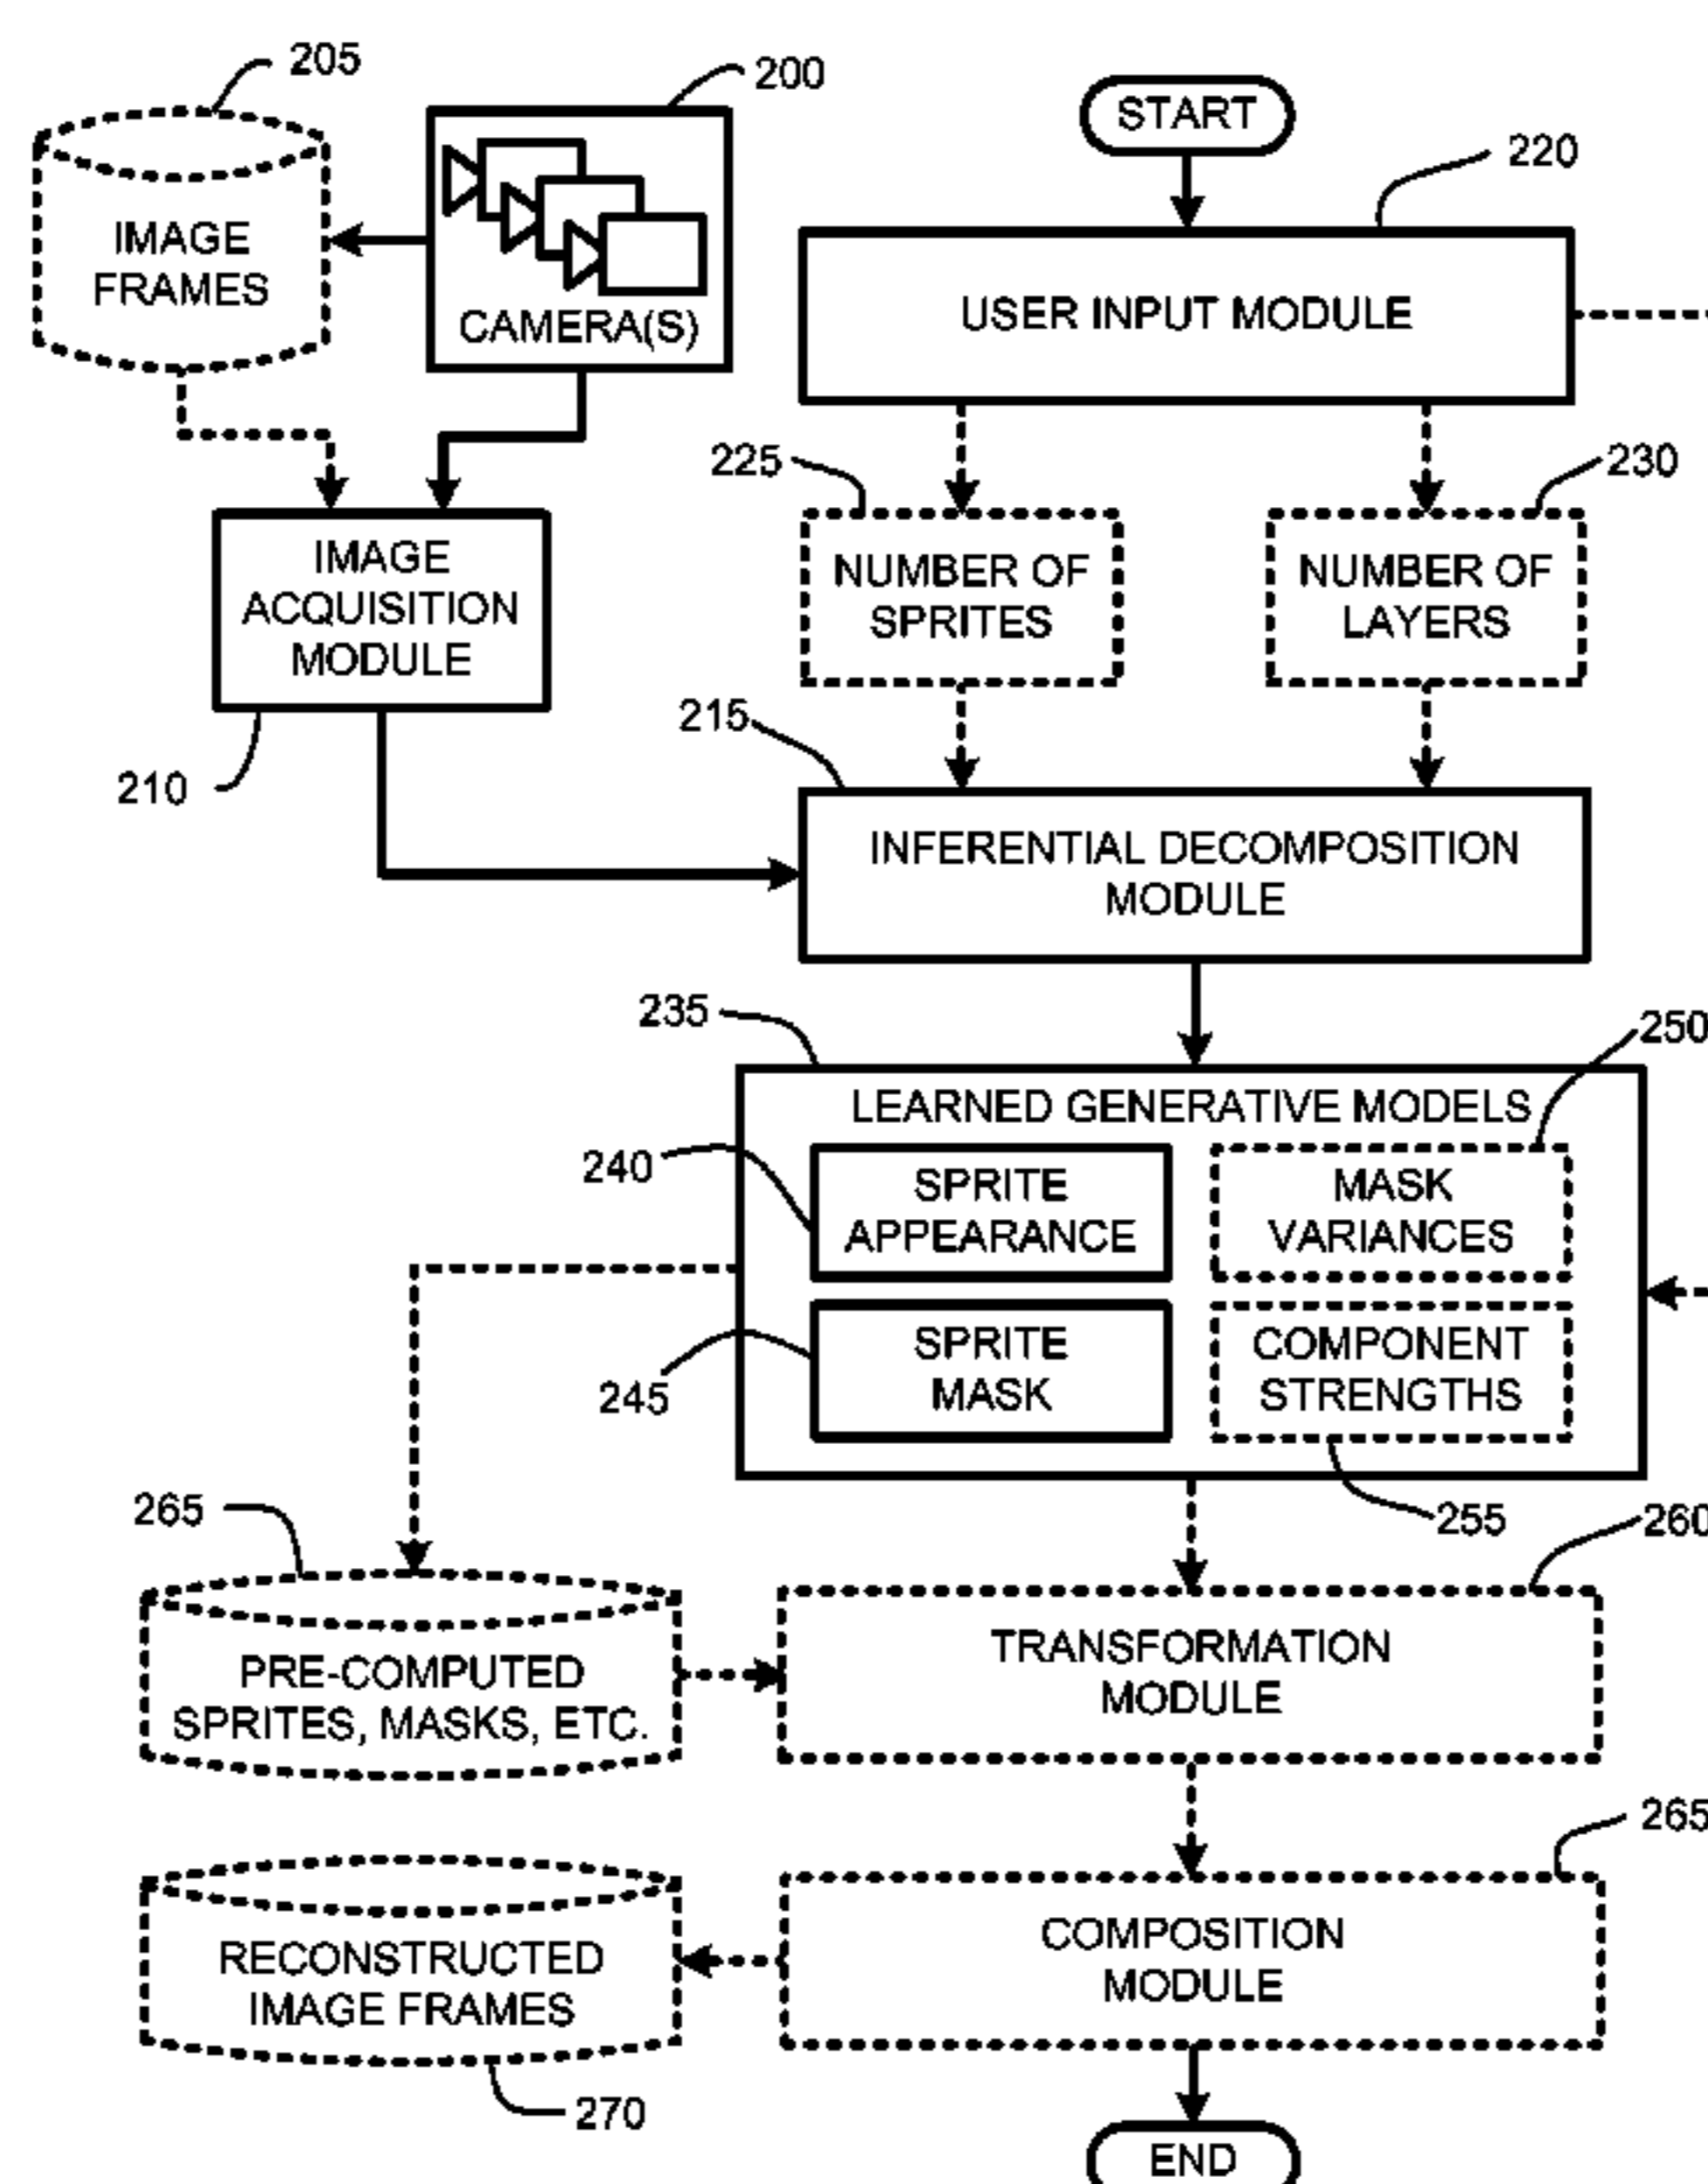 205
200
START
220
IMAGE
FRAMES
CAMERA(S)
USER INPUT MODULE
225
230
IMAGE
ACQUISITION
MODULE
NUMBER OF
SPRITES
NUMBER OF
LAYERS
210
215
INFERENTIAL DECOMPOSITION
MODULE
235
250
LEARNED GENERATIVE MODELS
240
SPRITE
APPEARANCE
MASK
VARIANCES
245
SPRITE
MASK
COMPONENT
STRENGTHS
265
255
260
PRE-COMPUTED
SPRITES, MASKS, ETC.
TRANSFORMATION
MODULE
265
RECONSTRUCTED
IMAGE FRAMES
COMPOSITION
MODULE
270
END